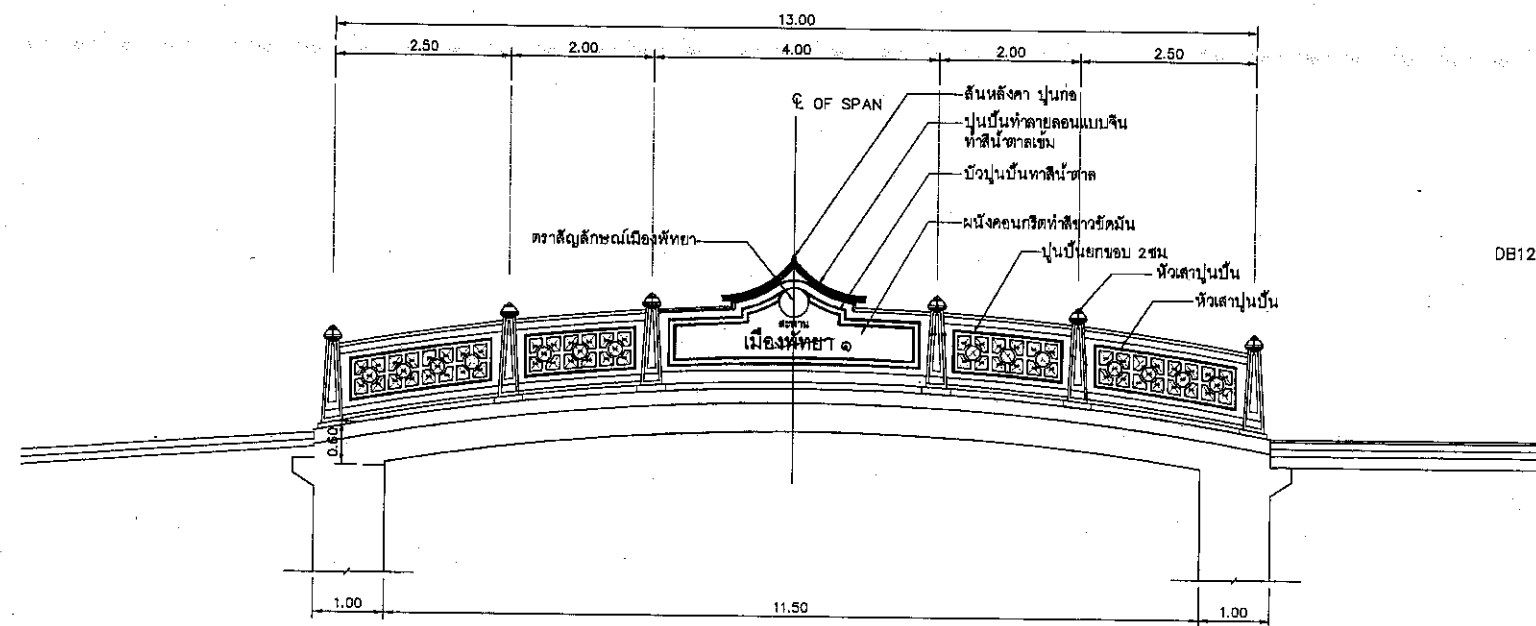 13.00
2.50
2.00
4.00
2.00
2.50
℄ OF SPAN
สันหลังคา ปูนก่อ
ปูนปั้นทำลายลอนแบบจีน
ทำสีน้ำตาลเข้ม
บัวปูนปั้นทาสีน้ำตาล
ผนังคอนกรีตทำสีขาวขัดมัน
ตราสัญลักษณ์เมืองพัทยา
ปูนปั้นยกขอบ 2ซม
DB12
หัวเสาปูนปั้น
หัวเสาปูนปั้น
สะพาน
เมืองพัทยา ๑
0.60
1.00
11.50
1.00